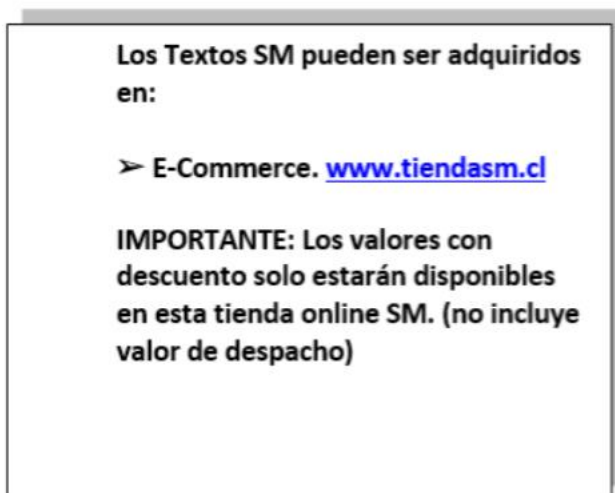 Los Textos SM pueden ser adquiridos
en:
➢ E-Commerce. www.tiendasm.cl
IMPORTANTE: Los valores con
descuento solo estarán disponibles
en esta tienda online SM. (no incluye
valor de despacho)